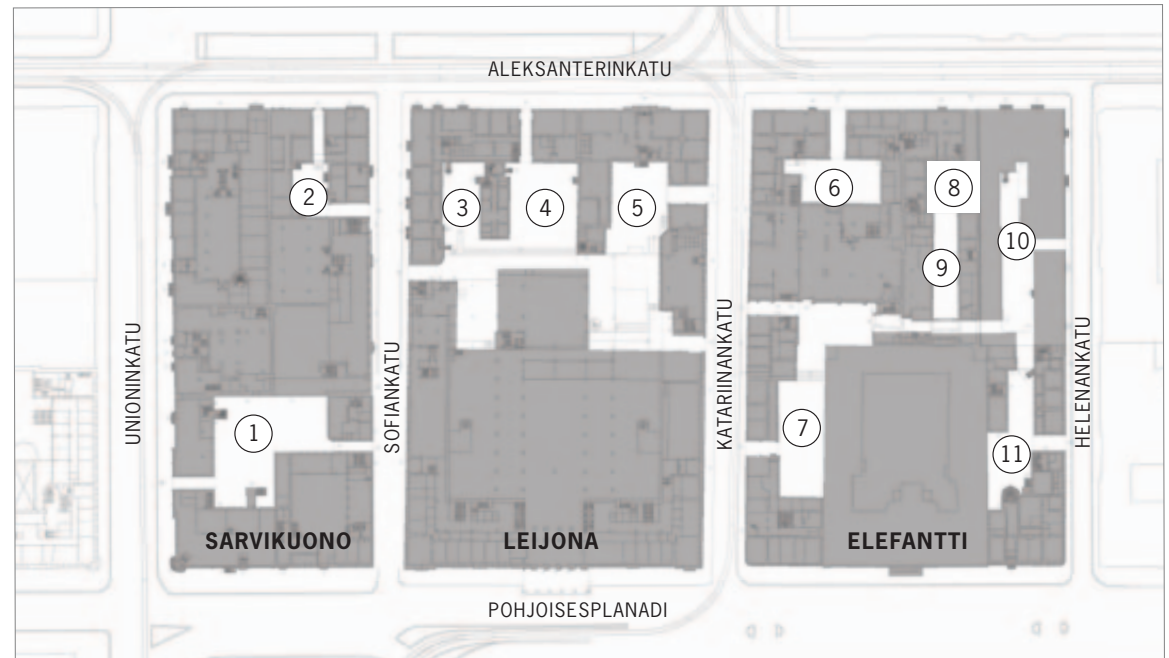 ALEKSANTERINKATU
2
3
4
5
6
8
9
10
UNIONINKATU
SOFIANKATU
KATARIINANKATU
HELENANKATU
1
7
11
SARVIKUONO
LEIJONA
ELEFANTTI
POHJOISESPLANADI